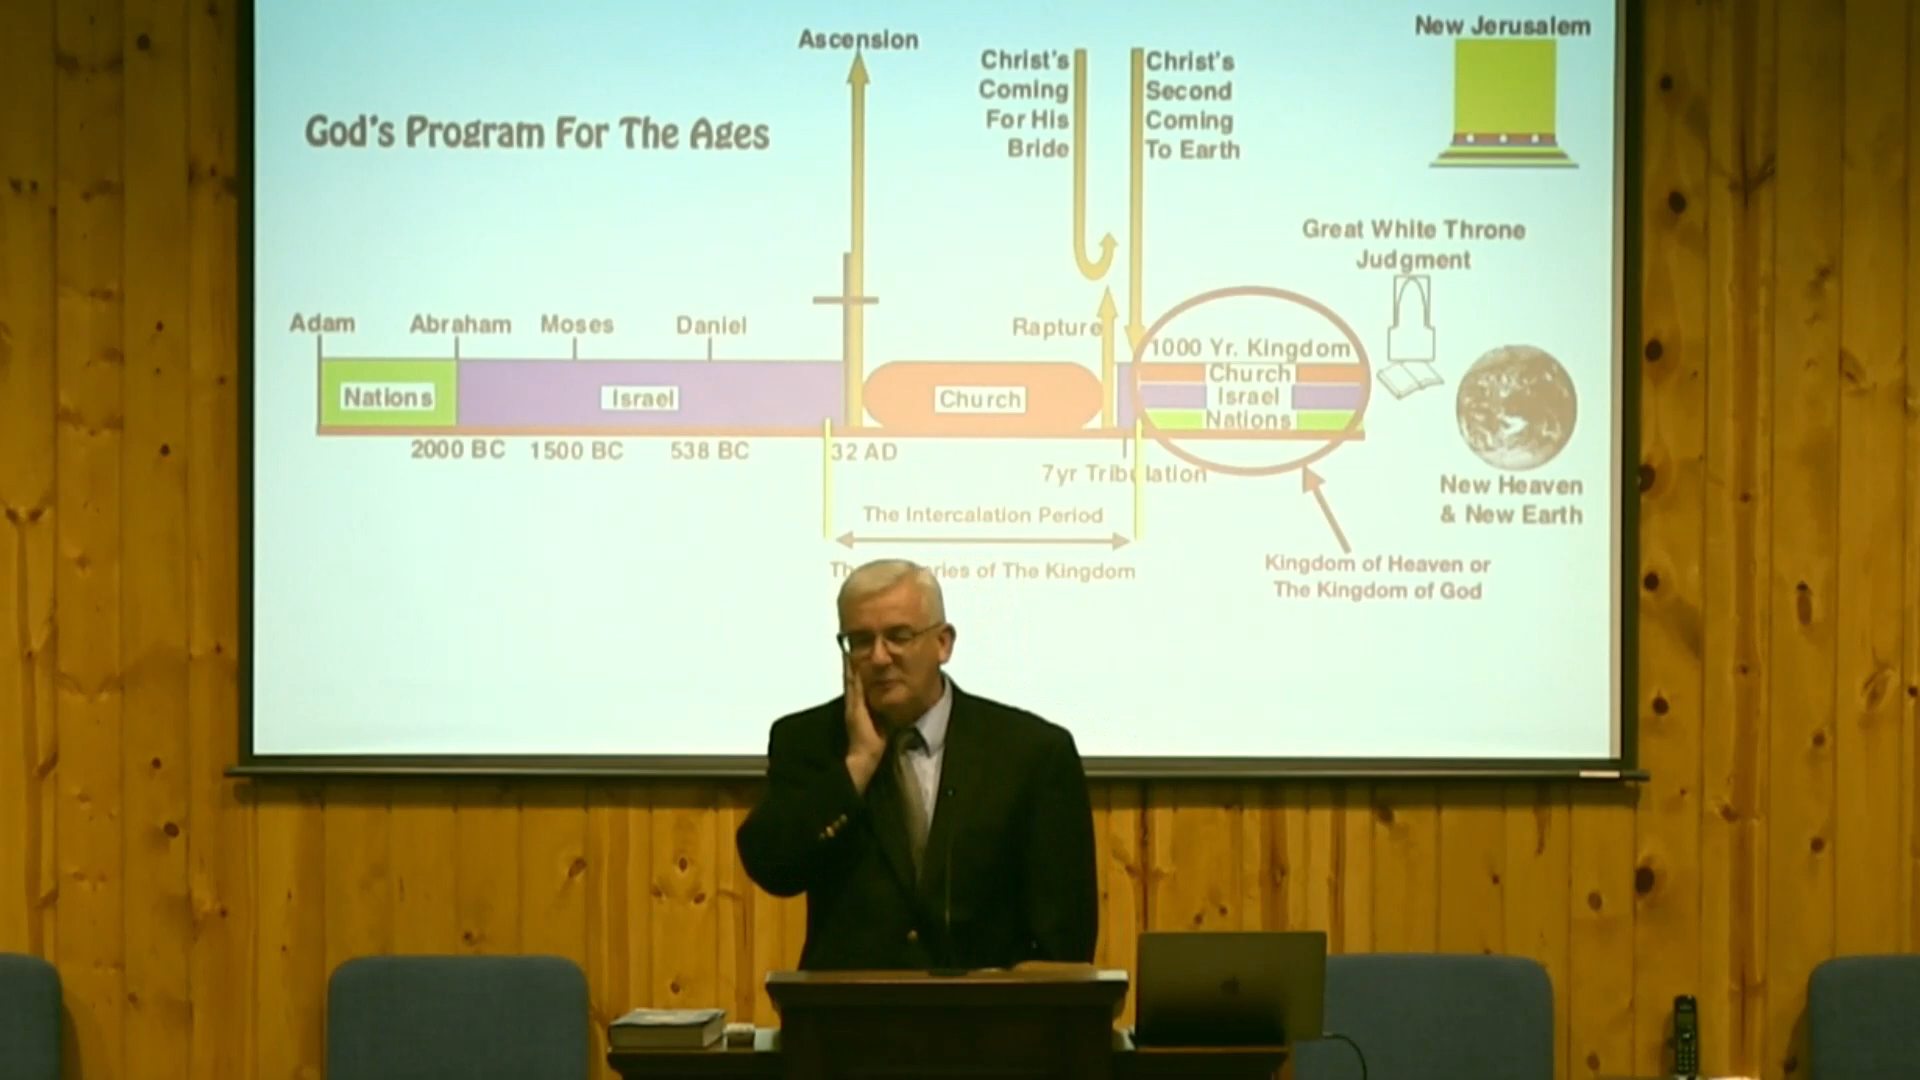 New Jerusalem
Ascension
Christ's
Coming
For His
Bride
Christ's
Second
Coming
To Earth
God's Program For The Ages
Great White Throne
Judgment
Adam
Abraham
Moses
Daniel
Rapture
1000 Yr. Kingdom
Church
Israel
Nations
Nations
Israel
Church
2000 BC
1500 BC
538 BC
32 AD
7yr Tribulation
New Heaven
& New Earth
The Intercalation Period
of The Kingdom
Kingdom of Heaven or
The Kingdom of God